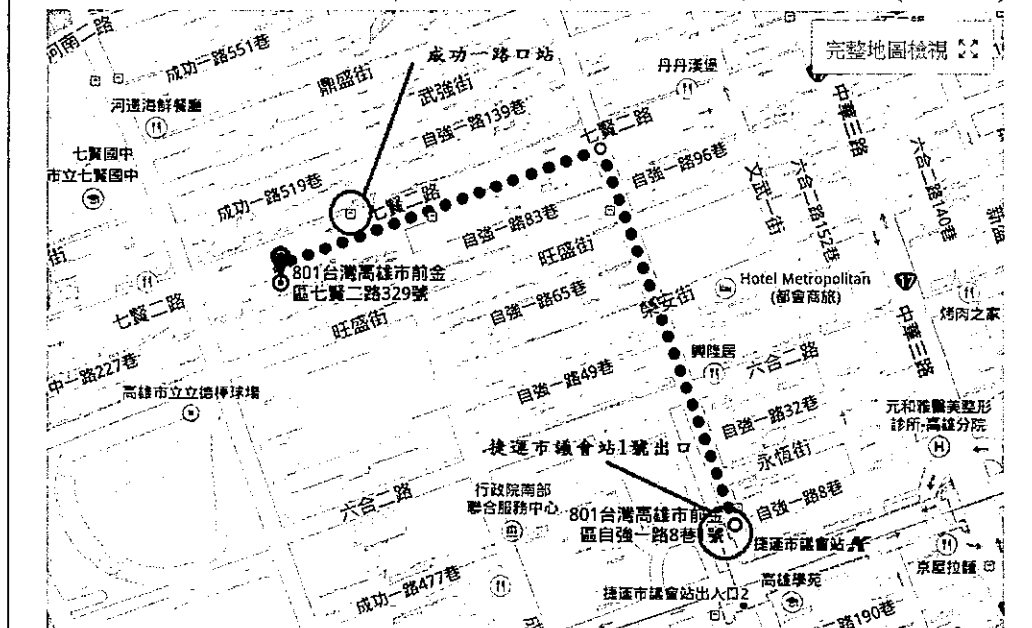 河南二路
成功一路551巷
鼎盛街
成功一路口站
武強街
丹丹漢堡
完整地圖檢視
中華三路
河邊海鮮餐廳
自強一路139巷
七賢二路
七賢國中
市立七賢國中
成功一路519巷
七賢二路
自強一路96巷
文武一街
六合二路152巷
六合二路140巷
自強一路83巷
旺盛街
801台灣高雄市前金
區七賢二路329號
Hotel Metropolitan
(都會商旅)
17
自強一路65巷
榮安街
七賢二路
旺盛街
中華三路
烤肉之家
興隆居
六合二路
中一路227巷
高雄市立立德棒球場
自強一路49巷
自強一路32巷
元和雅醫美整形
診所-高雄分院
H
捷運市議會站1號出口
永恆街
六合二路
行政院南部
聯合服務中心
801台灣高雄市前金
區自強一路8巷1號
自強一路8巷
捷運市議會站
京屋拉麵
成功一路477巷
捷運市議會站出入口2
高雄學苑
二路190巷